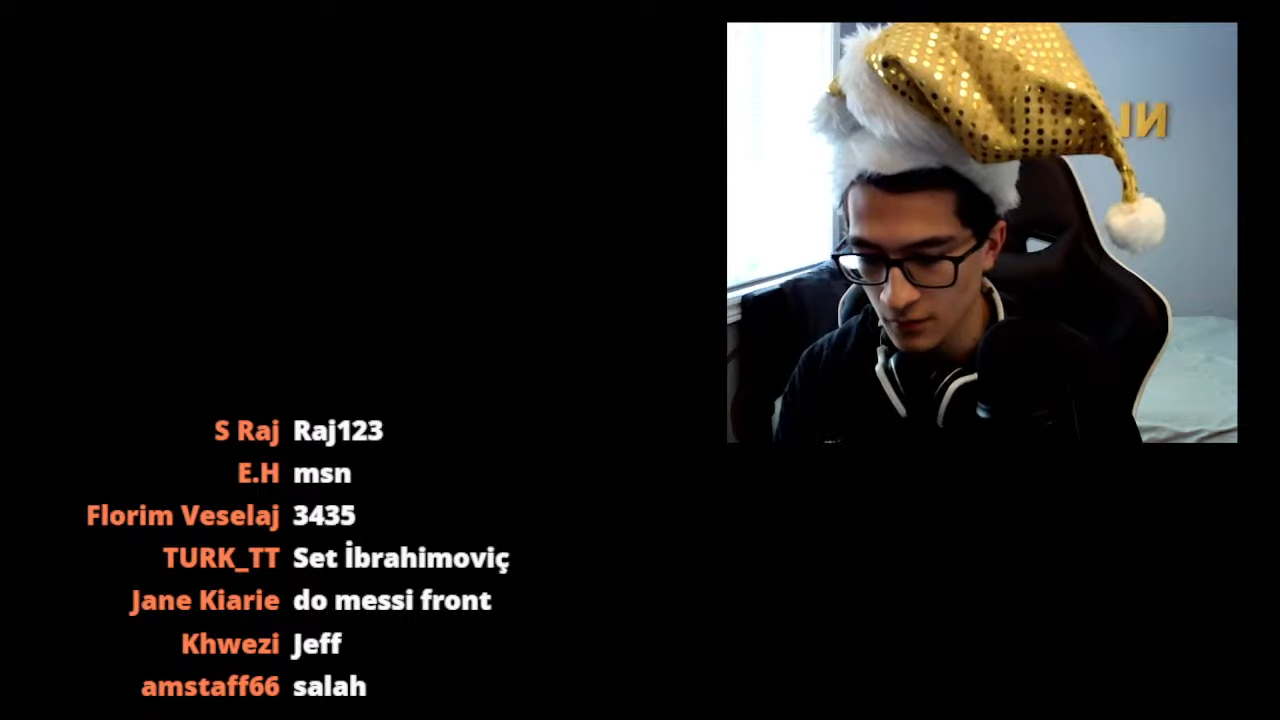 S Raj Raj123
E.H msn
Florim Veselaj 3435
TURK_TT Set İbrahimoviç
Jane Kiarie do messi front
Khwezi Jeff
amstaff66 salah